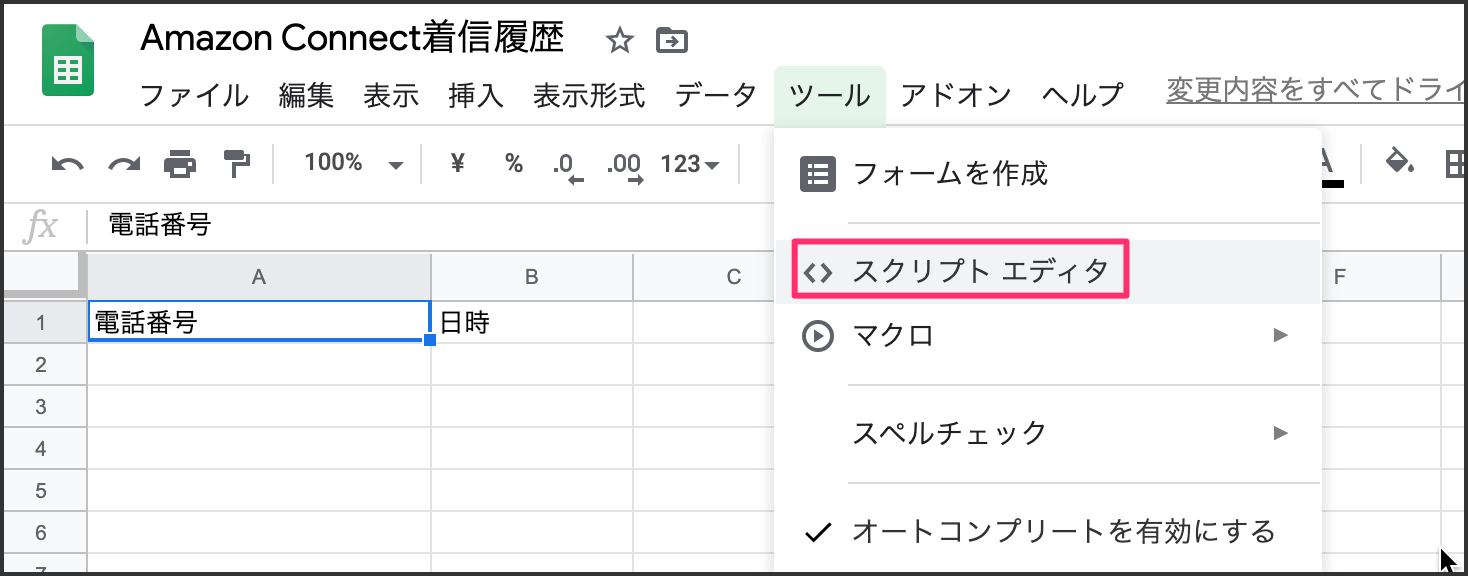 Amazon Connect着信履歴
ファイル 編集 表示 挿入 表示形式 データ ツール アドオン ヘルプ 変更内容をすべてドライ
100% ¥ % .0 .00 123 A
フォームを作成
fx 電話番号
スクリプト エディタ
A B C F
1 電話番号 日時
マクロ
2
3
4
スペルチェック
5
6
オートコンプリートを有効にする